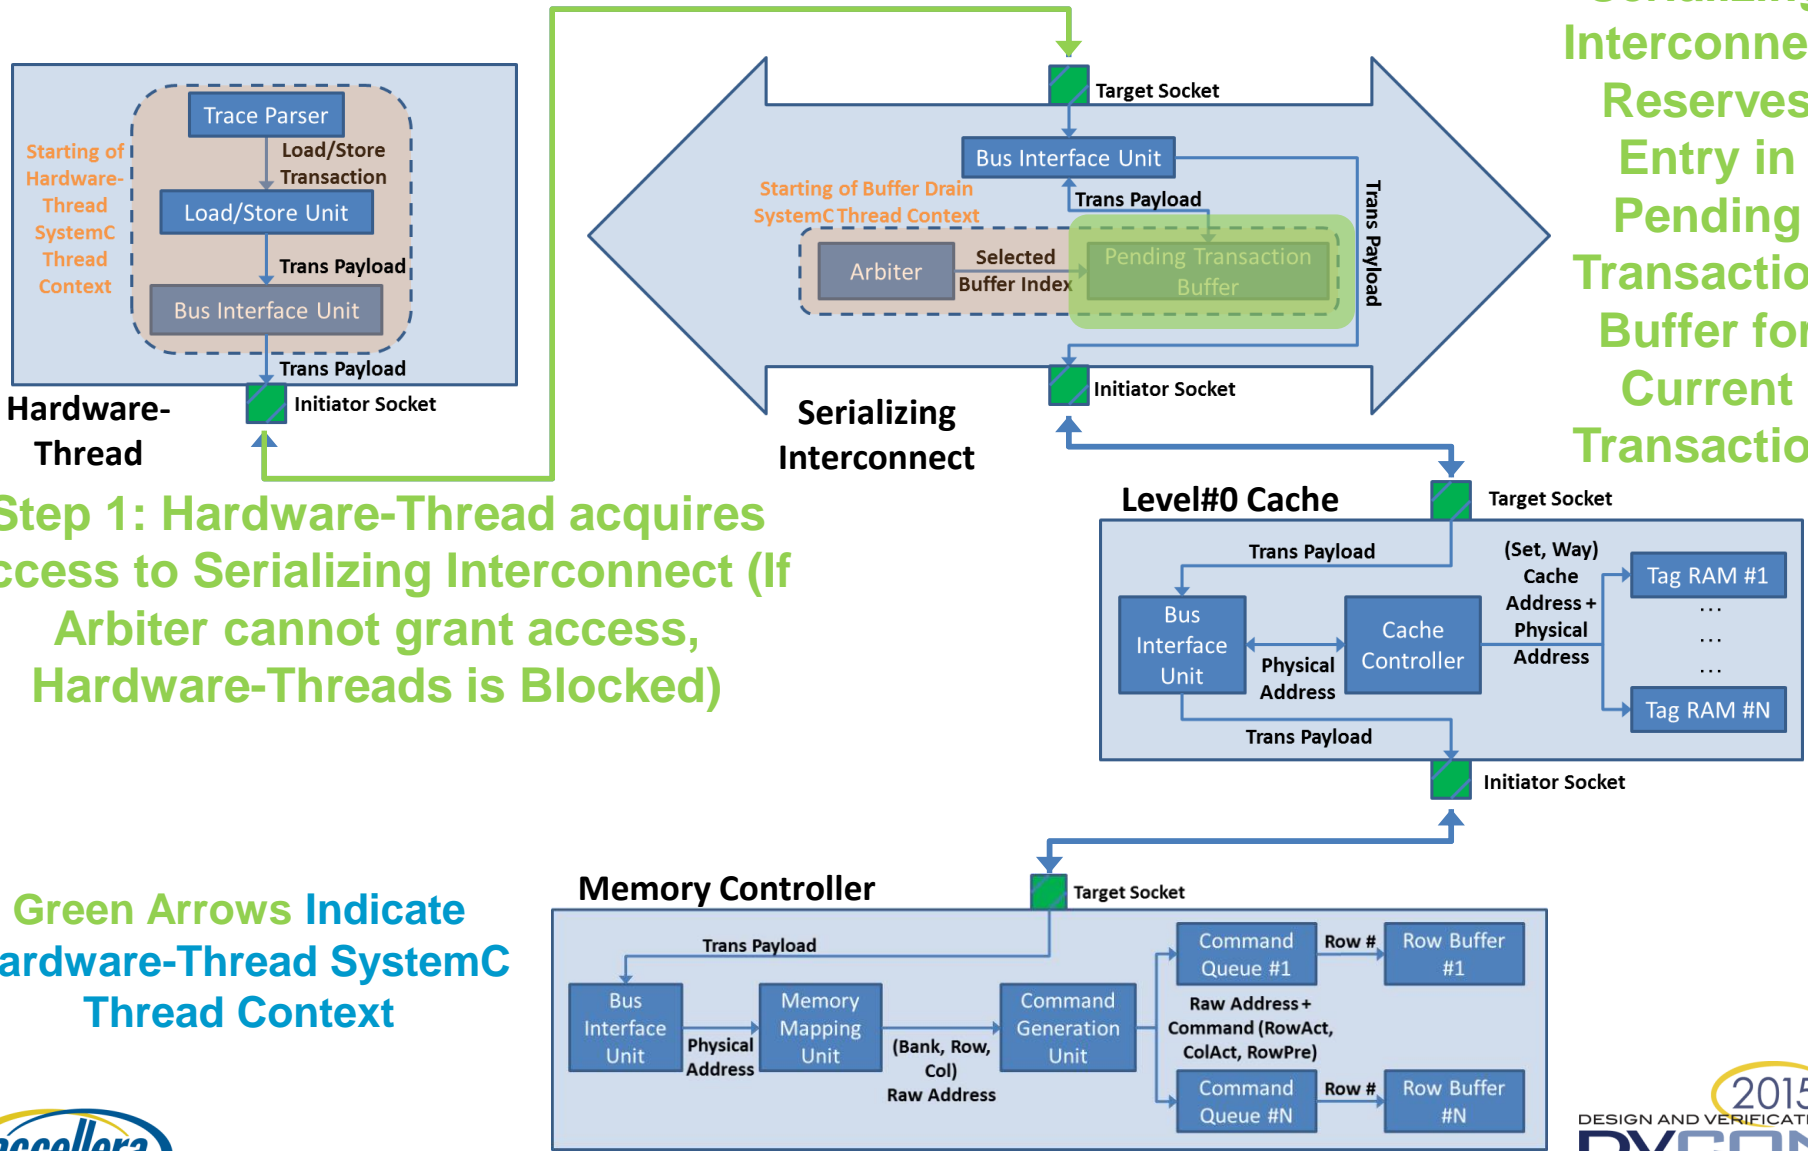 Trace Parser
Starting of
Hardware-
Thread
SystemC
Thread
Context
Load/Store
Transaction
Load/Store Unit
Trans Payload
Bus Interface Unit
Trans Payload
Initiator Socket
Hardware-
Thread
Target Socket
Bus Interface Unit
Starting of Buffer Drain
SystemC Thread Context
Trans Payload
Trans Payload
Arbiter
Selected
Buffer Index
Pending Transaction
Buffer
Initiator Socket
Serializing
Interconnect
Reserves
Entry in
Pending
Buffer for
Current
Step 1: Hardware-Thread acquires
to Serializing Interconnect (If
Arbiter cannot grant access,
Hardware-Threads is Blocked)
Level#0 Cache
Target Socket
Trans Payload
Bus
Interface
Unit
Physical
Address
Cache
Controller
(Set, Way)
Cache
Address +
Physical
Address
Tag RAM #1
...
...
...
Tag RAM #N
Trans Payload
Initiator Socket
Green Arrows Indicate
SystemC
Thread Context
Memory Controller
Target Socket
Trans Payload
Bus
Interface
Unit
Physical
Address
Memory
Mapping
Unit
(Bank, Row,
Col)
Raw Address
Command
Generation
Unit
Command
Queue #1
Row #
Row Buffer
#1
Raw Address +
Command (RowAct,
ColAct, RowPre)
Command
Queue #N
Row #
Row Buffer
#N
accellera
2015
DESIGN AND